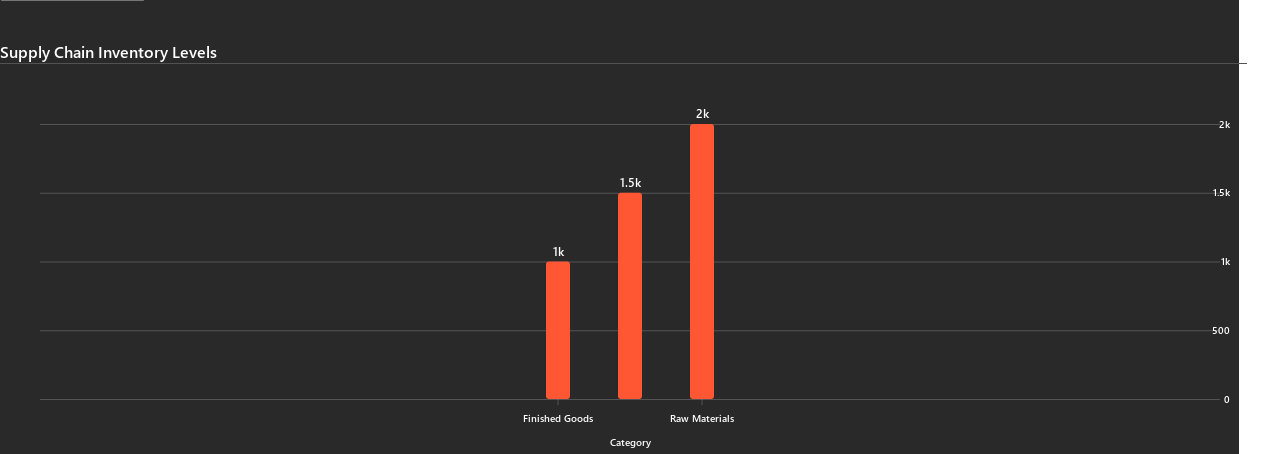 Supply Chain Inventory Levels
2k
2k
1.5k
1.5k
1k
1k
500
0
Finished Goods Raw Materials
Category